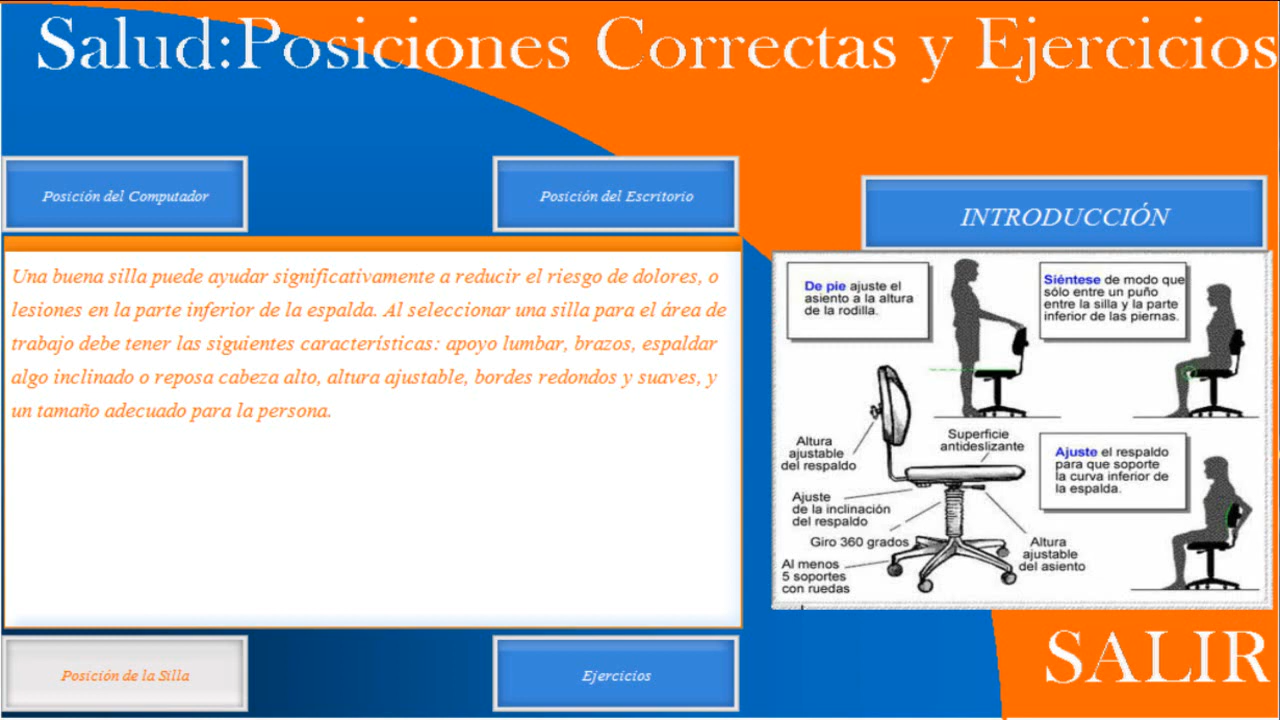 Salud:Posiciones Correctas y Ejercicios
Posición del Computador
Posición del Escritorio
INTRODUCCIÓN
Una buena silla puede ayudar significativamente a reducir el riesgo de dolores, o
lesiones en la parte inferior de la espalda. Al seleccionar una silla para el área de
trabajo debe tener las siguientes características: apoyo lumbar, brazos, espaldar
algo inclinado o reposa cabeza alto, altura ajustable, bordes redondos y suaves, y
un tamaño adecuado para la persona.
De pie ajuste el
asiento a la altura
de la rodilla.
Siéntese de modo que
sólo entre un puño
entre la silla y la parte
inferior de las piernas.
Altura
ajustable
del respaldo
Superficie
antideslizante
Ajuste el respaldo
para que soporte
la curva inferior de
la espalda.
Ajuste
de la inclinación
del respaldo
Giro 360 grados
Al menos
5 soportes
con ruedas
Altura
ajustable
del asiento
Posición de la Silla
Ejercicios
SALIR